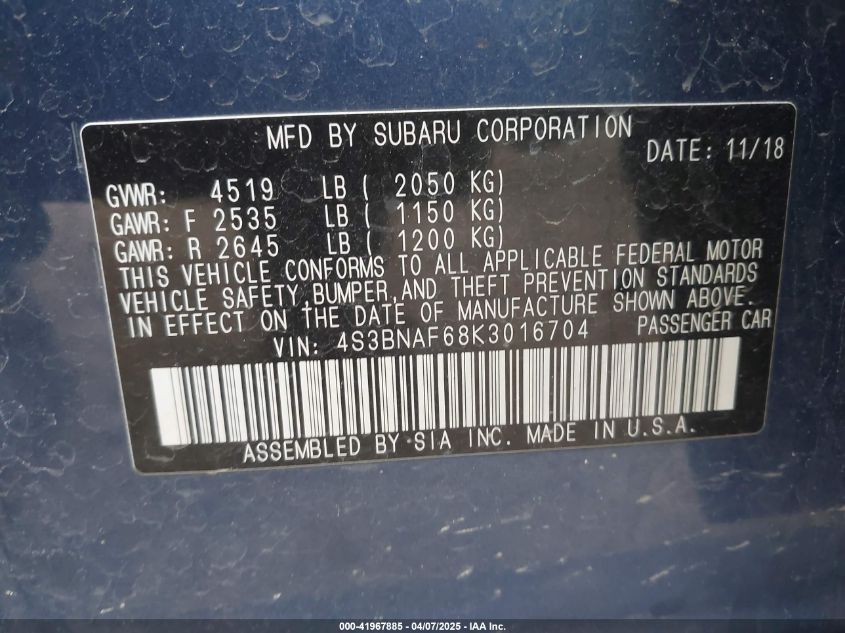 MFD BY SUBARU CORPORATION
DATE: 11/18
GVWR: 4519 LB ( 2050 KG)
GAWR: F 2535 LB ( 1150 KG)
GAWR: R 2645 LB ( 1200 KG)
THIS VEHICLE CONFORMS TO ALL APPLICABLE FEDERAL MOTOR
VEHICLE SAFETY, BUMPER, AND THEFT PREVENTION STANDARDS
IN EFFECT ON THE DATE OF MANUFACTURE SHOWN ABOVE.
VIN: 4S3BNAF68K3016704 PASSENGER CAR
ASSEMBLED BY SIA INC. MADE IN U.S.A.
000-41967885 - 04/07/2025 - IAA Inc.